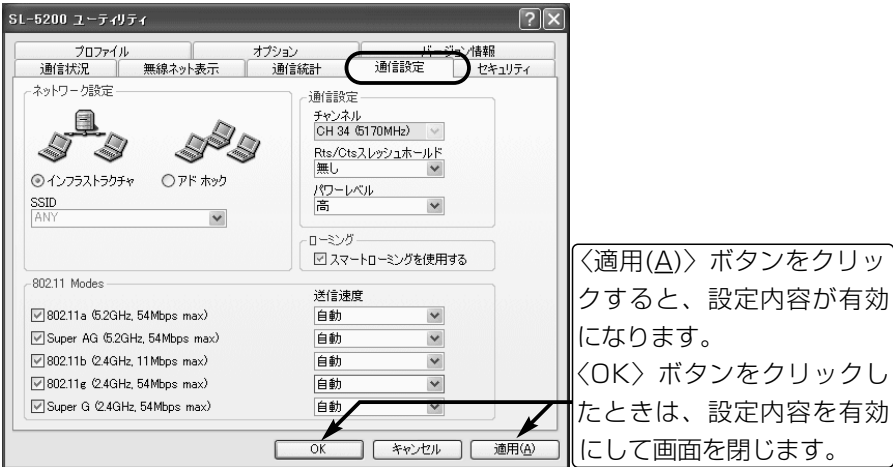 SL-5200 ユーティリティ
プロファイル
オプション
バージョン情報
通信状況
無線ネット表示
通信統計
通信設定
セキュリティ
ネットワーク設定
インフラストラクチャ
アド ホック
SSID
ANY
通信設定
チャンネル
CH 34 (5170MHz)
Rts/Ctsスレッショホールド
無し
パワーレベル
高
ローミング
スマートローミングを使用する
802.11 Modes
送信速度
802.11a (5.2GHz, 54Mbps max)
自動
Super AG (5.2GHz, 54Mbps max)
自動
802.11b (2.4GHz, 11Mbps max)
自動
802.11g (2.4GHz, 54Mbps max)
自動
Super G (2.4GHz, 54Mbps max)
自動
OK
キャンセル
適用(A)
〈適用(A)〉ボタンをクリッ
クすると、設定内容が有効
になります。
〈OK〉ボタンをクリックし
たときは、設定内容を有効
にして画面を閉じます。